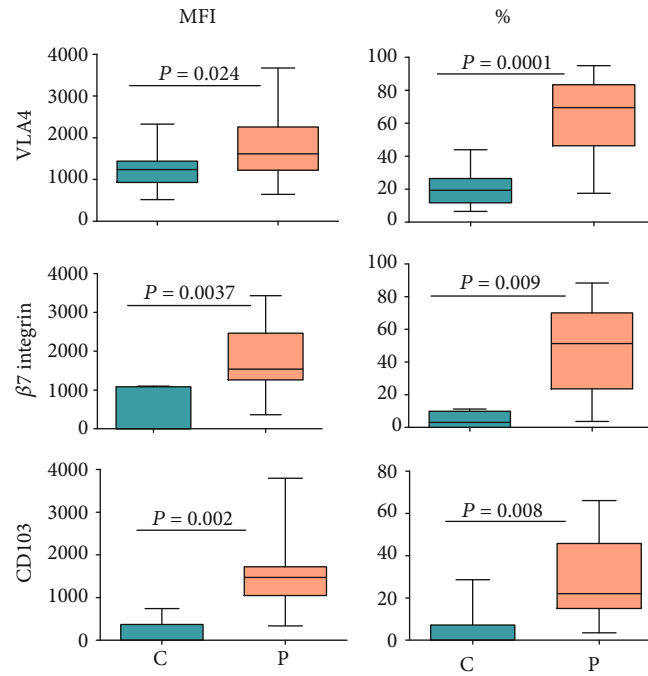 MFI
%
VLA4
4000
3000
2000
1000
0
P = 0.024
100
80
60
40
20
0
P = 0.0001
β7 integrin
4000
3000
2000
1000
0
P = 0.0037
100
80
60
40
20
0
P = 0.009
CD103
4000
3000
2000
1000
0
P = 0.002
C
P
80
60
40
20
0
P = 0.008
C
P